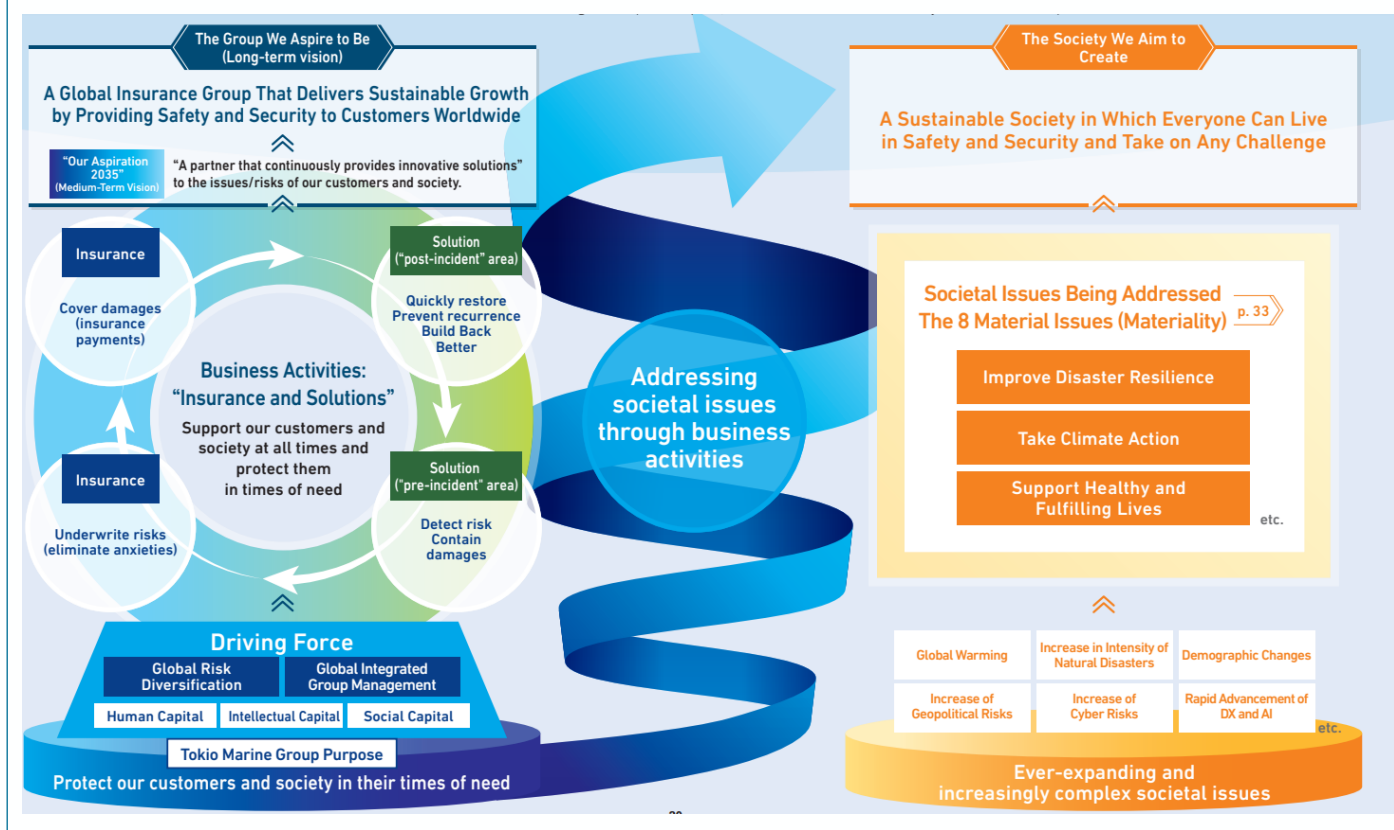 The Group We Aspire to Be
(Long-term vision)
A Global Insurance Group That Delivers Sustainable Growth
by Providing Safety and Security to Customers Worldwide
"Our Aspiration
2035"
(Medium-Term Vision)
"A partner that continuously provides innovative solutions"
to the issues/risks of our customers and society.
Insurance
Cover damages
(insurance
payments)
Solution
("post-incident" area)
Quickly restore
Prevent recurrence
Build Back
Better
Business Activities:
"Insurance and Solutions"
Support our customers and
society at all times and
protect them
in times of need
Insurance
Underwrite risks
(eliminate anxieties)
Solution
("pre-incident" area)
Detect risk
Contain
damages
Driving Force
Global Risk
Diversification
Global Integrated
Group Management
Human Capital
Intellectual Capital
Social Capital
Tokio Marine Group Purpose
Protect our customers and society in their times of need
Addressing
societal issues
through business
activities
The Society We Aim to
Create
A Sustainable Society in Which Everyone Can Live
in Safety and Security and Take on Any Challenge
Societal Issues Being Addressed
The 8 Material Issues (Materiality)
p. 33
Improve Disaster Resilience
Take Climate Action
Support Healthy and
Fulfilling Lives
etc.
Global Warming
Increase in Intensity of
Natural Disasters
Demographic Changes
Increase of
Geopolitical Risks
Increase of
Cyber Risks
Rapid Advancement of
DX and AI
etc.
Ever-expanding and
increasingly complex societal issues